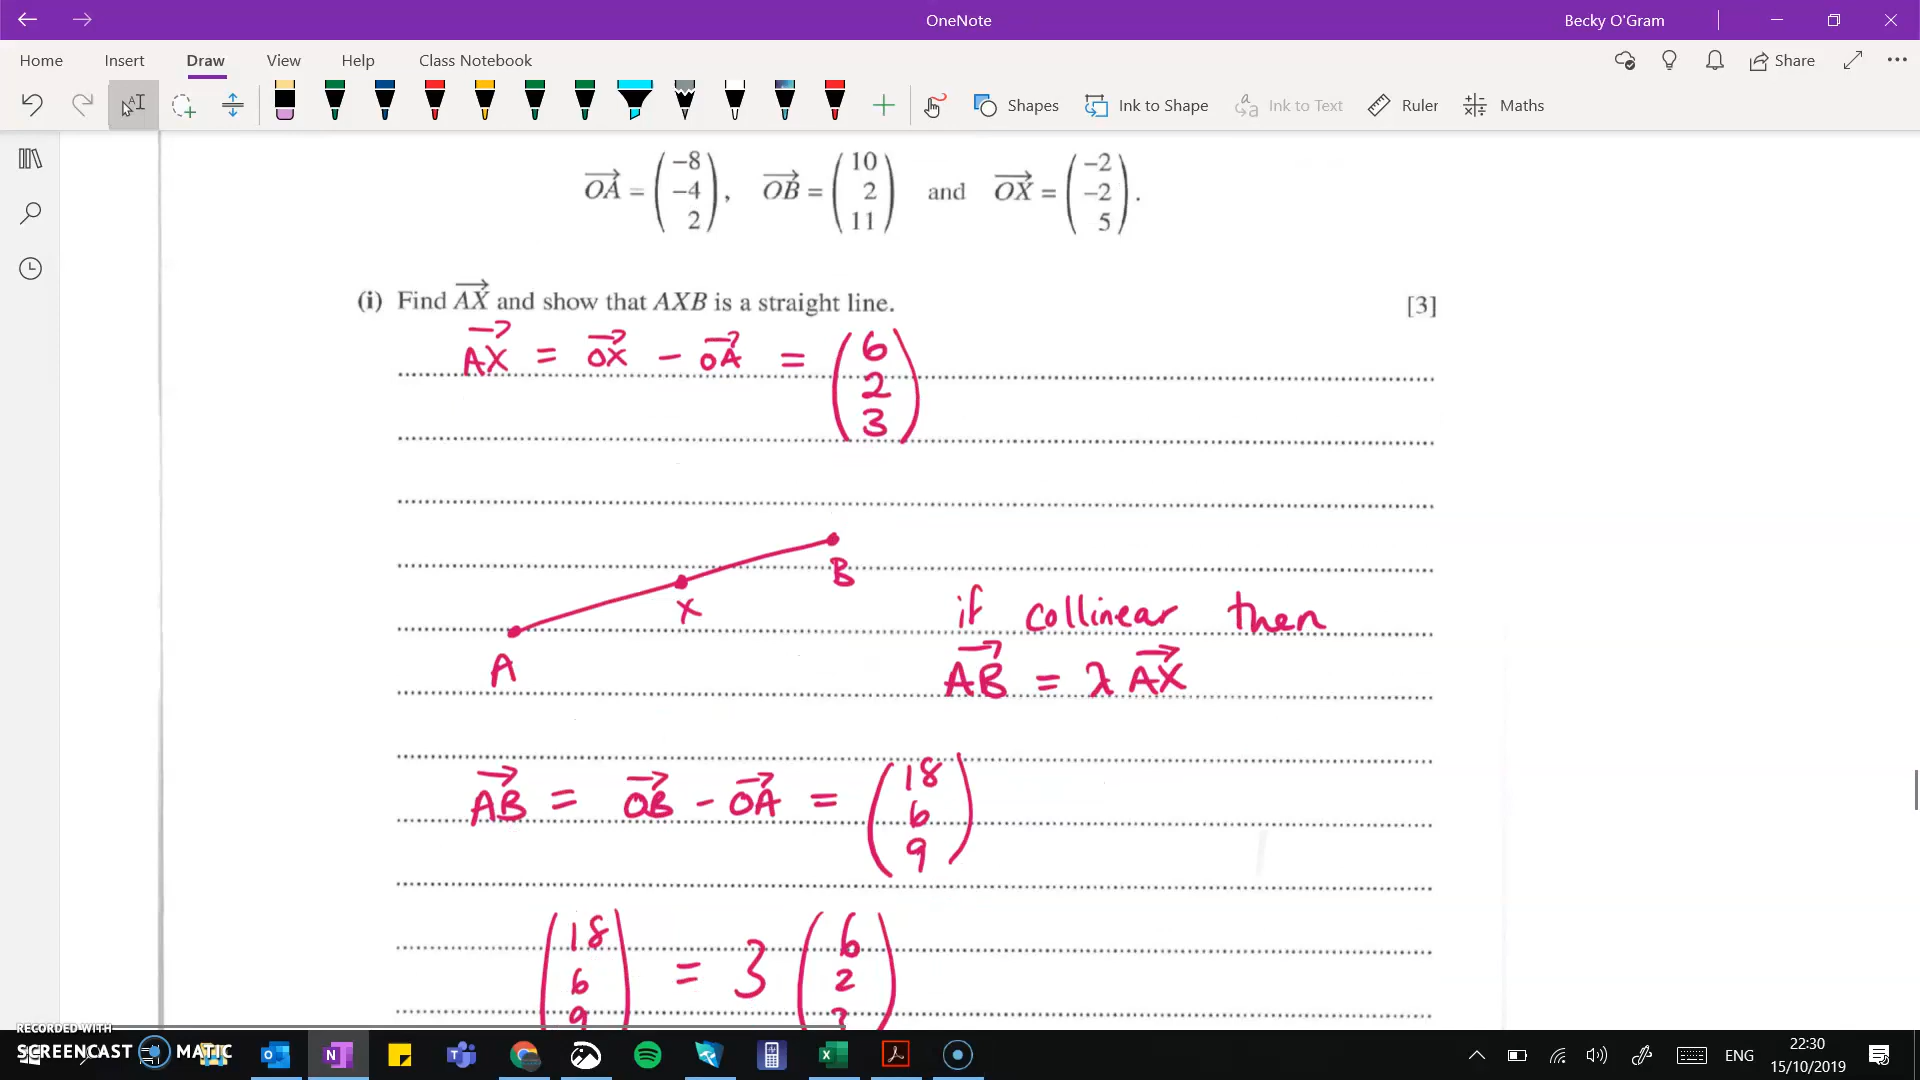 OneNote
Becky O'Gram
Home Insert Draw View Help Class Notebook Share
Shapes Ink to Shape Ink to Text Ruler Maths
OA = (-8 -4 2), OB = (10 2 11) and OX = (-2 -2 5).
(i) Find AX and show that AXB is a straight line. [3]
AX = OX - OA = (6 2 3)
B
X
A
if collinear then
AB = λ AX
AB = OB - OA = (18 6 9)
(18 6 9) = 3 (6 2 3)
RECORDED WITH
SCREENCAST MATIC
ENG
22:30
15/10/2019